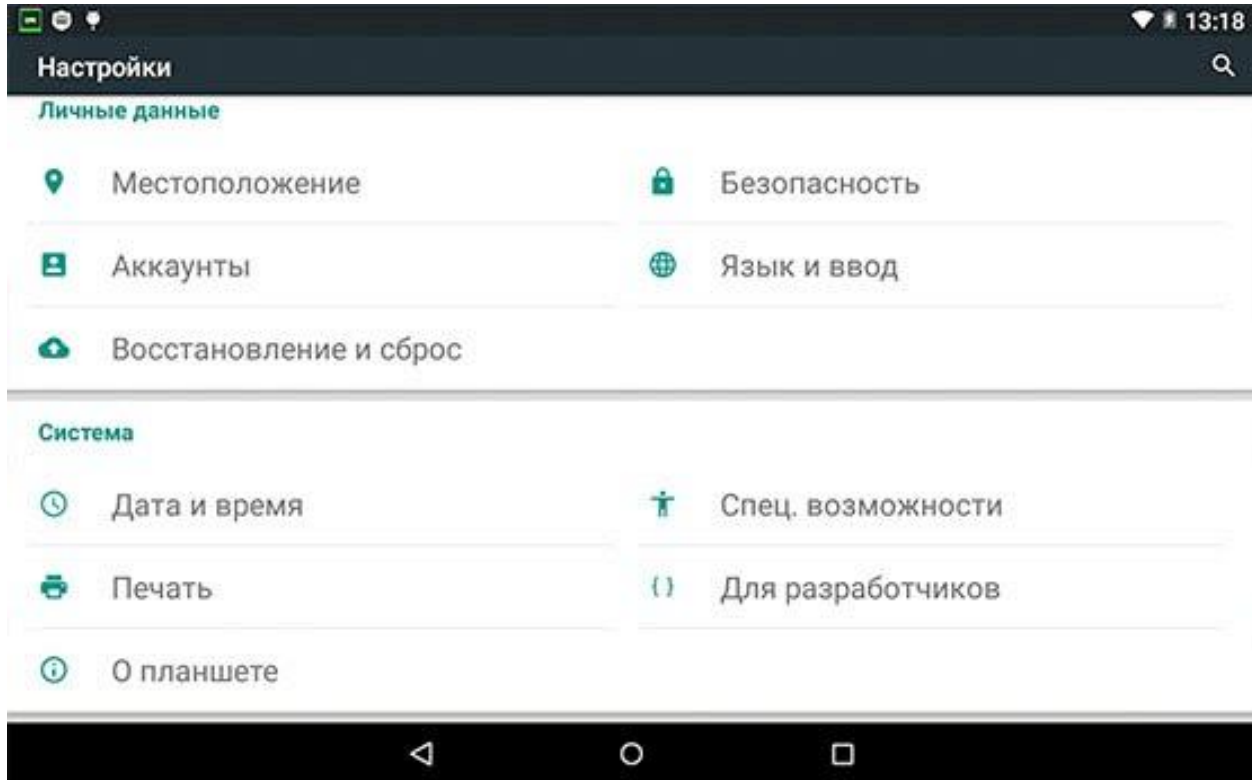 13:18
Настройки
Личные данные
Местоположение
Безопасность
Аккаунты
Язык и ввод
Восстановление и сброс
Система
Дата и время
Спец. возможности
Печать
{ } Для разработчиков
О планшете